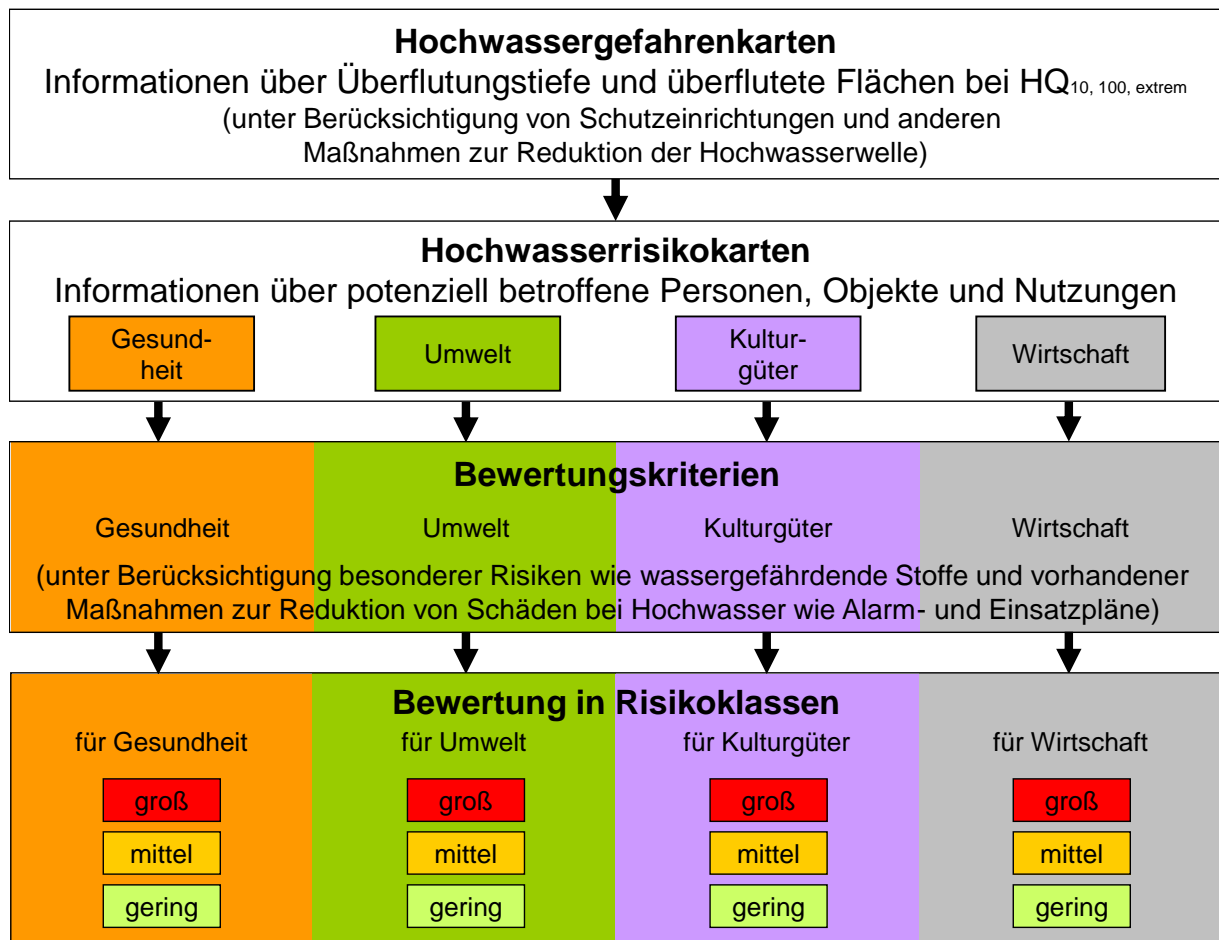 Hochwassergefahrenkarten
Informationen über Überflutungstiefe und überflutete Flächen bei HQ10, 100, extrem
(unter Berücksichtigung von Schutzeinrichtungen und anderen
Maßnahmen zur Reduktion der Hochwasserwelle)
Hochwasserrisikokarten
Informationen über potenziell betroffene Personen, Objekte und Nutzungen
Gesund-
heit
Umwelt
Kultur-
güter
Wirtschaft
Bewertungskriterien
Gesundheit
Umwelt
Kulturgüter
Wirtschaft
(unter Berücksichtigung besonderer Risiken wie wassergefährdende Stoffe und vorhandener
Maßnahmen zur Reduktion von Schäden bei Hochwasser wie Alarm- und Einsatzpläne)
Bewertung in Risikoklassen
für Gesundheit
für Umwelt
für Kulturgüter
für Wirtschaft
groß
groß
groß
groß
mittel
mittel
mittel
mittel
gering
gering
gering
gering